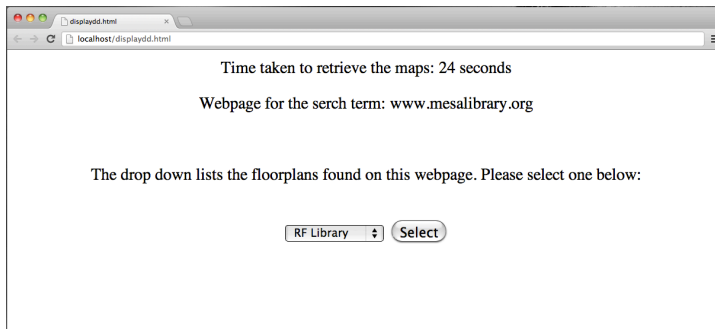 displaydd.html
localhost/displaydd.html
Time taken to retrieve the maps: 24 seconds
Webpage for the serch term: www.mesalibrary.org
The drop down lists the floorplans found on this webpage. Please select one below:
RF Library Select